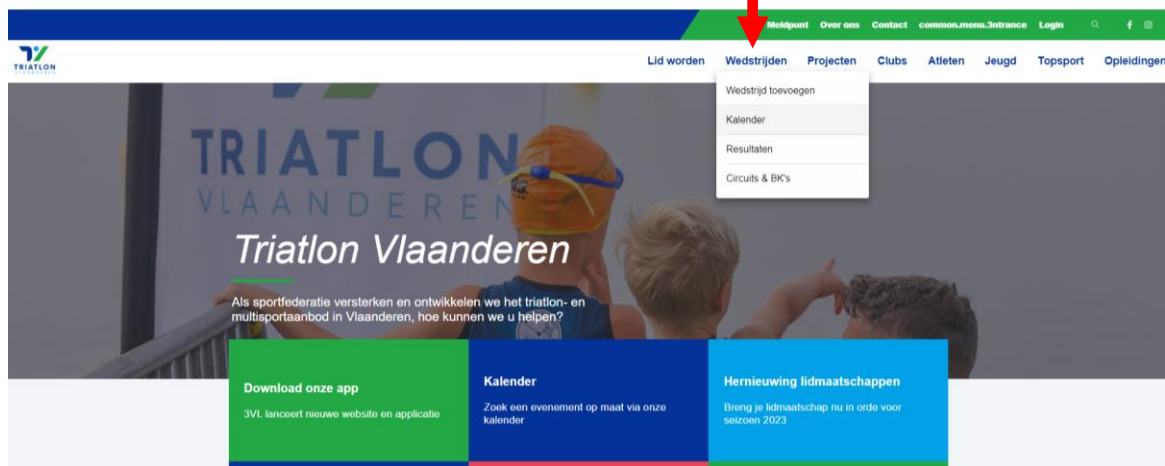 Meldpunt Over ons Contact common.menu.3ntrance Login
TRIATLON
Lid worden Wedstrijden Projecten Clubs Atleten Jeugd Topsport Opleidingen
Wedstrijd toevoegen
Kalender
Resultaten
Circuits & BK's
TRIATLON
VLAANDEREN
Triatlon Vlaanderen
Als sportfederatie versterken en ontwikkelen we het triatlon- en
multisportaanbod in Vlaanderen, hoe kunnen we u helpen?
Download onze app
3VL lanceert nieuwe website en applicatie
Kalender
Zoek een evenement op maat via onze
kalender
Hernieuwing lidmaatschappen
Breng je lidmaatschap nu in orde voor
seizoen 2023